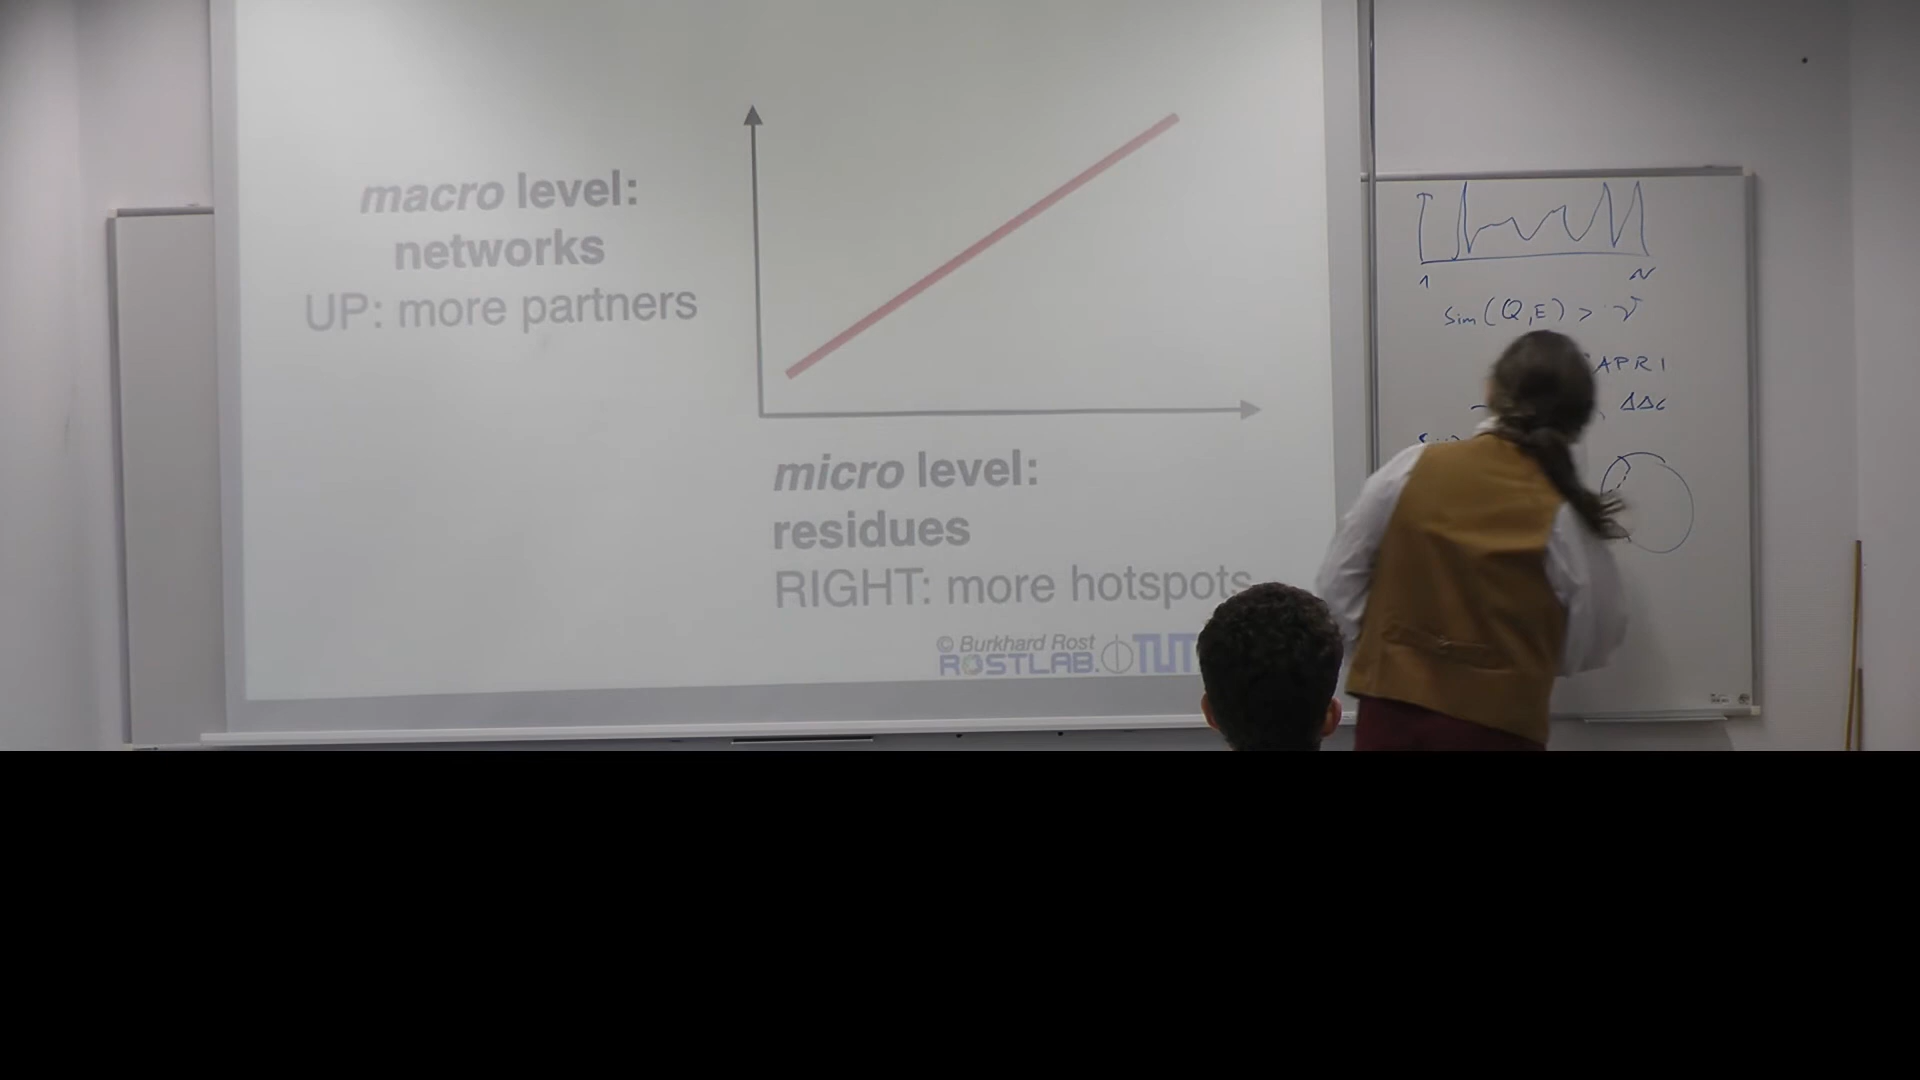 macro level:
networks
UP: more partners
micro level:
residues
RIGHT: more hotspots
© Burkhard Rost
ROSTLAB.
1 N
Sim(Q,E) >
APRI
ΔΔG